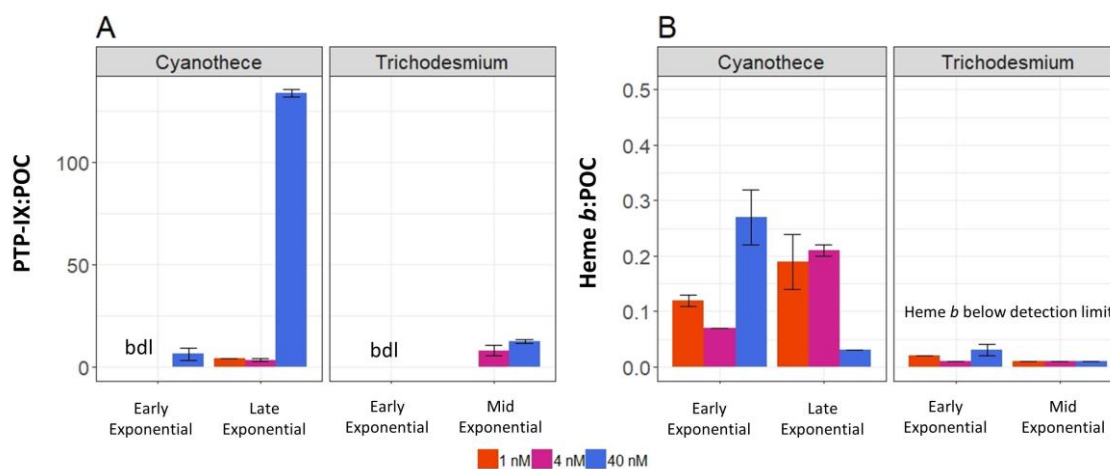 A
Cyanothece
Trichodesmium
PTP-IX:POC
100
50
0
bdl
bdl
Early
Exponential
Late
Exponential
Early
Exponential
Mid
Exponential
B
Cyanothece
Trichodesmium
Heme b:POC
0.5
0.4
0.3
0.2
0.1
0.0
Heme b below detection limit
Early
Exponential
Late
Exponential
Early
Exponential
Mid
Exponential
1 nM 4 nM 40 nM